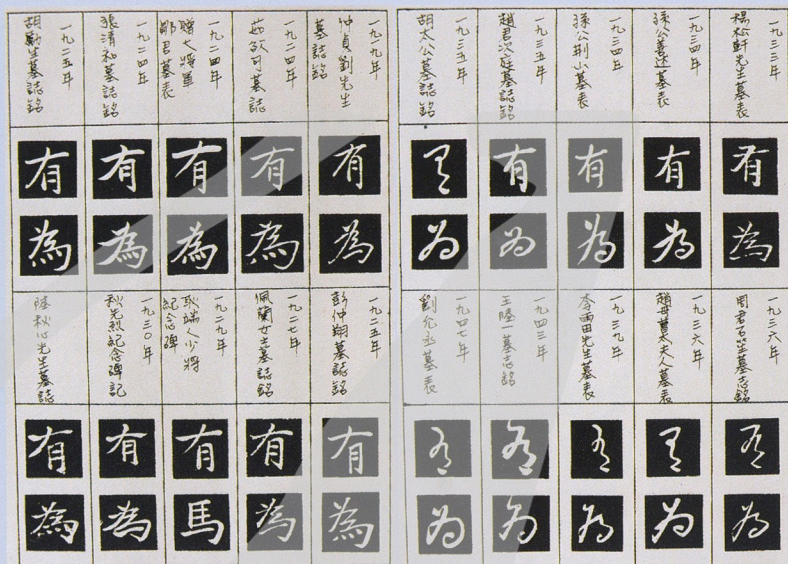 一九三三年
楊松軒先生墓表
有
為
一九三四年
孫公善述墓表
有
為
一九三四年
孫公荆山墓表
有
為
一九三五年
趙君次庭墓誌銘
有
為
一九三五年
胡太公墓誌銘
有
為
一九三六年
周君石笙墓志銘
有
為
一九三六年
趙母曹太夫人墓表
有
為
一九三九年
李雨田先生墓表
有
為
一九四三年
王陸一墓志銘
有
為
一九四七年
劉允丞墓表
有
為
一九一九年
仲貞劉先生
墓誌銘
有
為
一九二四年
茹欲可墓誌
有
為
一九二四年
贈大將軍
鄒君墓表
有
為
一九二四年
張清和墓誌銘
有
為
一九二五年
胡勵生墓誌銘
有
為
一九二五年
彭仲翔墓誌銘
有
為
一九二七年
佩蘭女士墓誌銘
有
為
一九二九年
耿端人少將
紀念碑
有
馬
一九三〇年
秋先烈紀念碑記
有
為
陸秋心先生墓誌
有
為